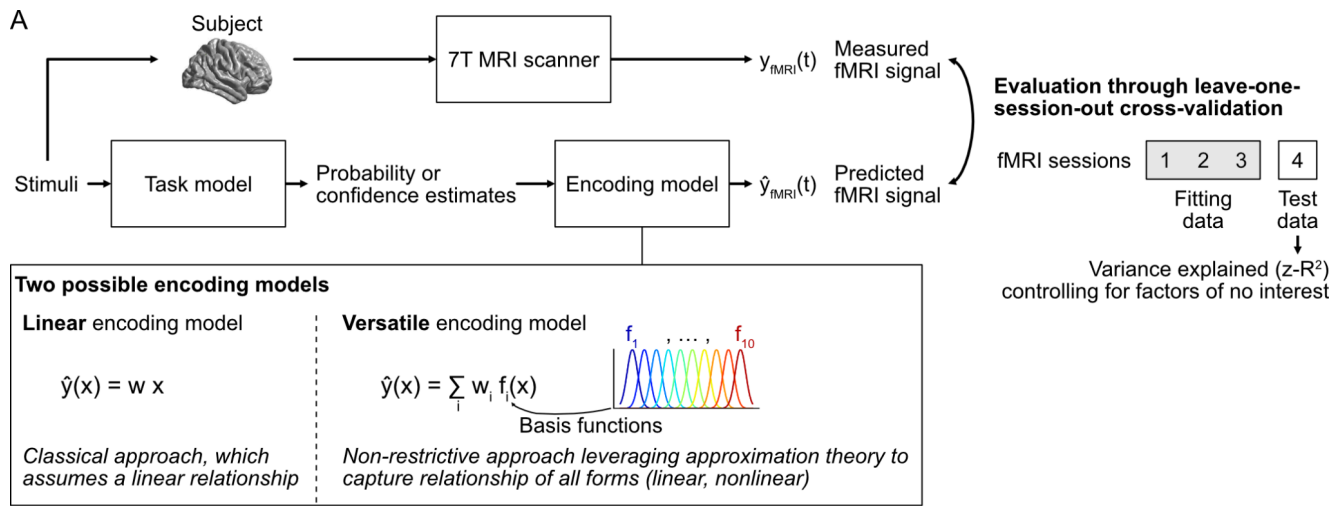 A
Subject
7T MRI scanner
y_fMRI(t)
Measured
fMRI signal
Stimuli
Task model
Probability or
confidence estimates
Encoding model
ŷ_fMRI(t)
Predicted
fMRI signal
Evaluation through leave-one-
session-out cross-validation
fMRI sessions
1 2 3
4
Fitting
data
Test
data
Variance explained (z-R²)
controlling for factors of no interest
Two possible encoding models
Linear encoding model
ŷ(x) = w x
Classical approach, which
assumes a linear relationship
Versatile encoding model
f₁ , ... , f₁₀
ŷ(x) = ∑ᵢ wᵢ fᵢ(x)
Basis functions
Non-restrictive approach leveraging approximation theory to
capture relationship of all forms (linear, nonlinear)